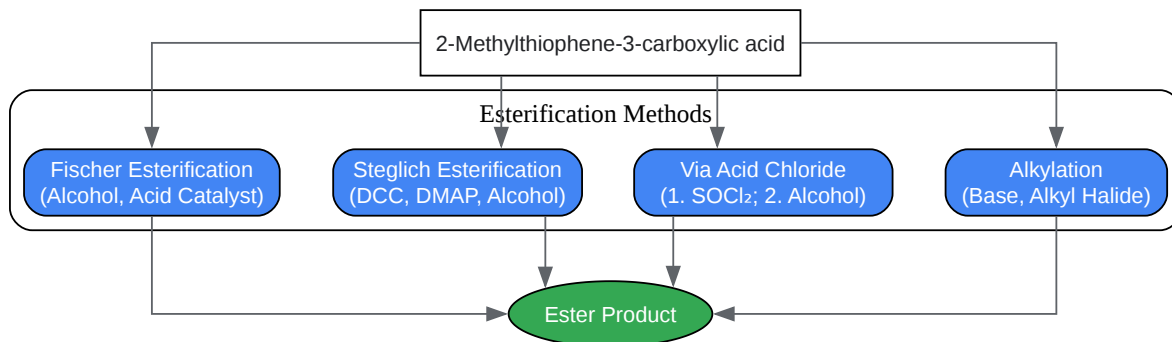 2-Methylthiophene-3-carboxylic acid
Esterification Methods
Fischer Esterification
(Alcohol, Acid Catalyst)
Steglich Esterification
(DCC, DMAP, Alcohol)
Via Acid Chloride
(1. SOCl₂; 2. Alcohol)
Alkylation
(Base, Alkyl Halide)
Ester Product